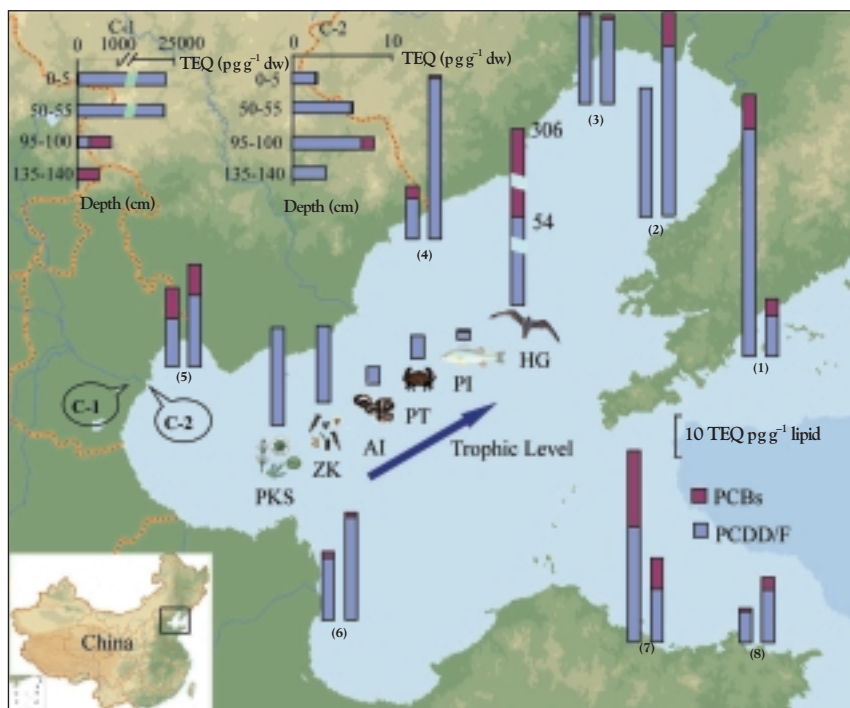 C-1
0 1000 25000
TEQ (pg g⁻¹ dw)
0-5
50-55
95-100
135-140
Depth (cm)
C-2
0 10
TEQ (pg g⁻¹ dw)
0-5
50-55
95-100
135-140
Depth (cm)
(3)
306
54
(2)
(4)
HG
(1)
(5)
C-1
C-2
PI
PT
AI
ZK
PKS
Trophic Level
10 TEQ pg g⁻¹ lipid
PCBs
PCDD/F
(6)
(7)
(8)
China